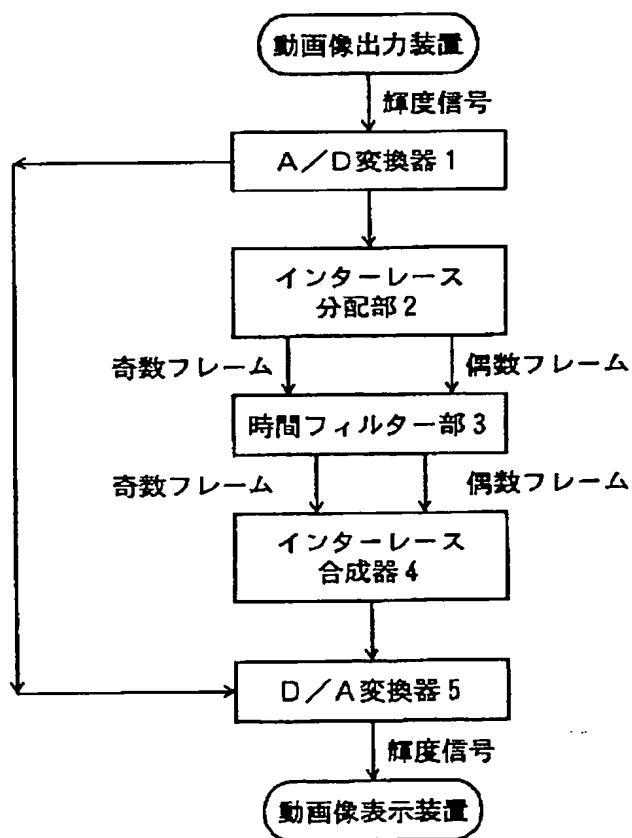 動画像出力装置
輝度信号
A／D変換器1
インターレース
分配部2
奇数フレーム
偶数フレーム
時間フィルター部3
奇数フレーム
偶数フレーム
インターレース
合成器4
D／A変換器5
輝度信号
動画像表示装置